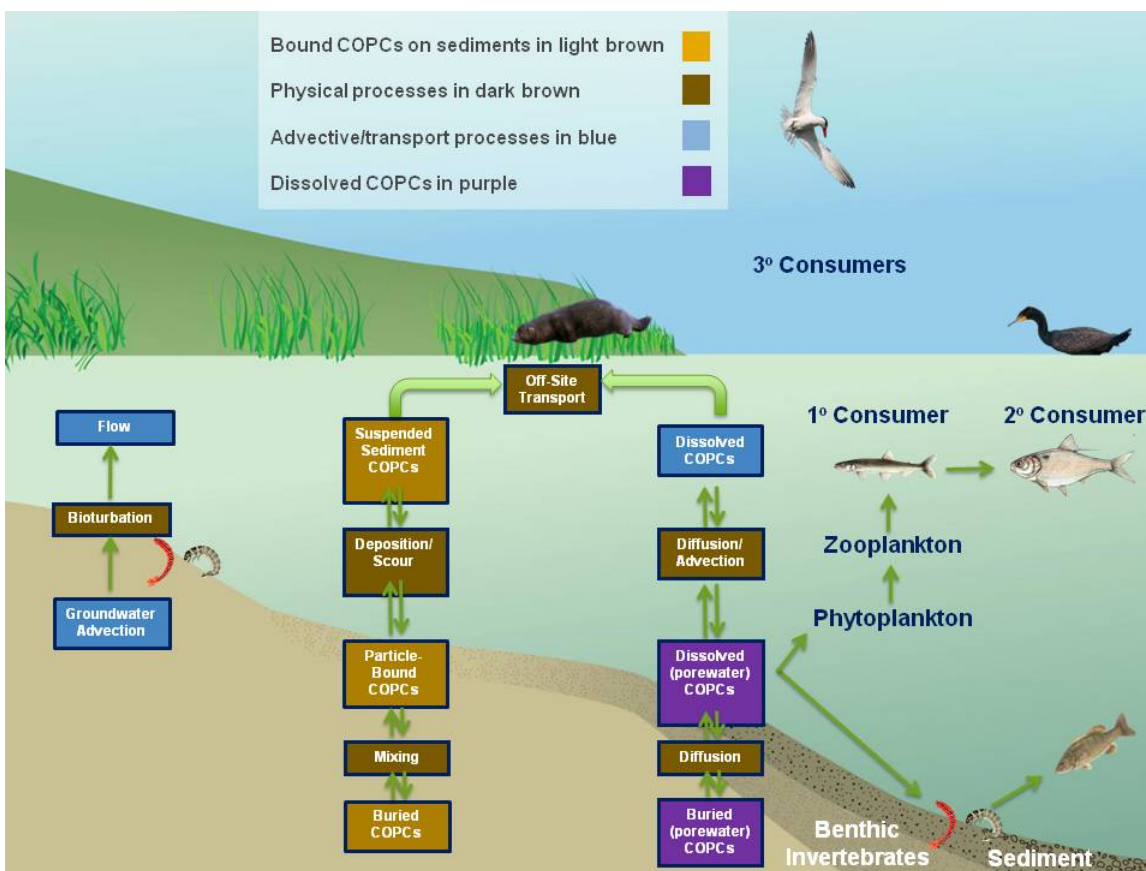 Bound COPCs on sediments in light brown
Physical processes in dark brown
Advective/transport processes in blue
Dissolved COPCs in purple
3º Consumers
Off-Site
Transport
Flow
Bioturbation
Groundwater
Advection
Suspended
Sediment
COPCs
Deposition/
Scour
Particle-
Bound
COPCs
Mixing
Buried
COPCs
Dissolved
COPCs
Diffusion/
Advection
Dissolved
(porewater)
COPCs
Diffusion
Buried
(porewater)
COPCs
1º Consumer
2º Consumer
Zooplankton
Phytoplankton
Benthic
Invertebrates
Sediment